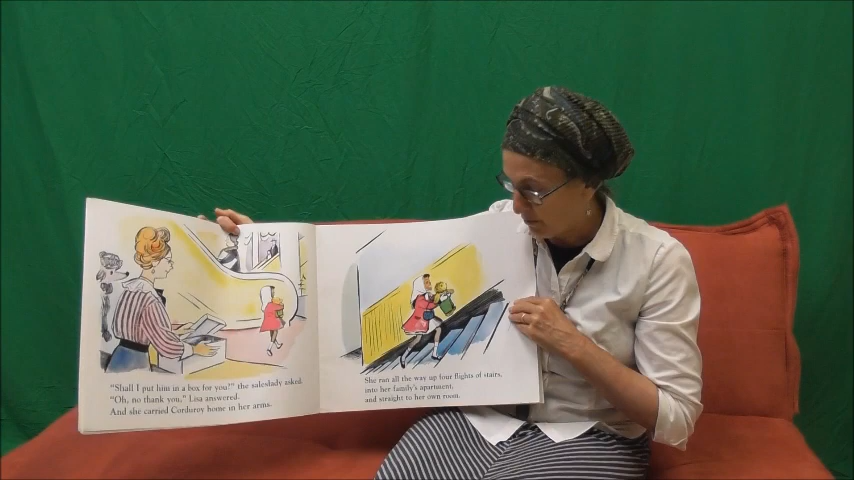 "Shall I put him in a box for you?" the saleslady asked.
"Oh, no thank you," Lisa answered.
And she carried Corduroy home in her arms.
She ran all the way up four flights of stairs,
into her family's apartment,
and straight to her own room.